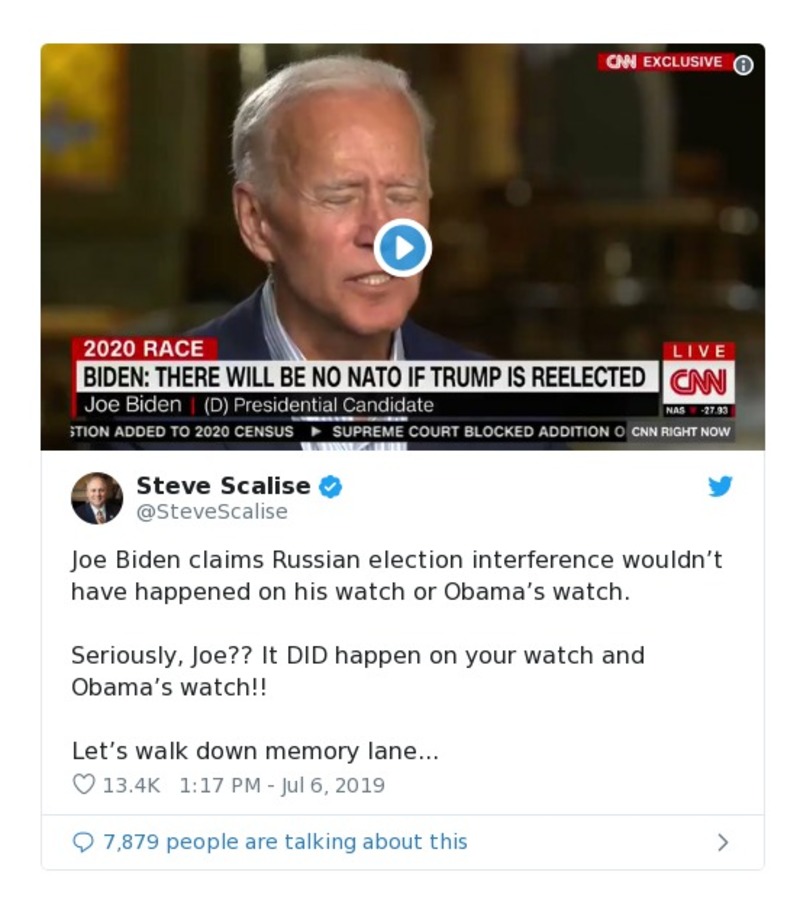 CNN EXCLUSIVE
2020 RACE
LIVE
BIDEN: THERE WILL BE NO NATO IF TRUMP IS REELECTED
CNN
Joe Biden | (D) Presidential Candidate
NAS -27.93
STION ADDED TO 2020 CENSUS ▶ SUPREME COURT BLOCKED ADDITION O
CNN RIGHT NOW
Steve Scalise
@SteveScalise
Joe Biden claims Russian election interference wouldn’t
have happened on his watch or Obama’s watch.
Seriously, Joe?? It DID happen on your watch and
Obama’s watch!!
Let’s walk down memory lane...
13.4K 1:17 PM - Jul 6, 2019
7,879 people are talking about this